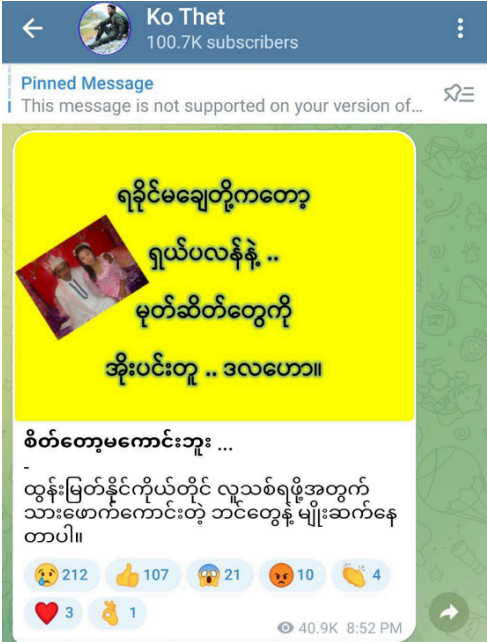 Ko Thet
100.7K subscribers
Pinned Message
This message is not supported on your version of...
ရခိုင်မချေတို့ကတော့
ရှယ်ပလန်နဲ့ ..
မုတ်ဆိတ်တွေကို
အိုးပင်းတူ .. ဒလဟော။
စိတ်တော့မကောင်းဘူး ...
-
ထွန်းမြတ်နိုင်ကိုယ်တိုင် လူသစ်ရဖို့အတွက်
သားဖောက်ကောင်းတဲ့ ဘင်တွေနဲ့ မျိုးဆက်နေ
တာပါ။
212 107 21 10 4
3 1
40.9K 8:52 PM